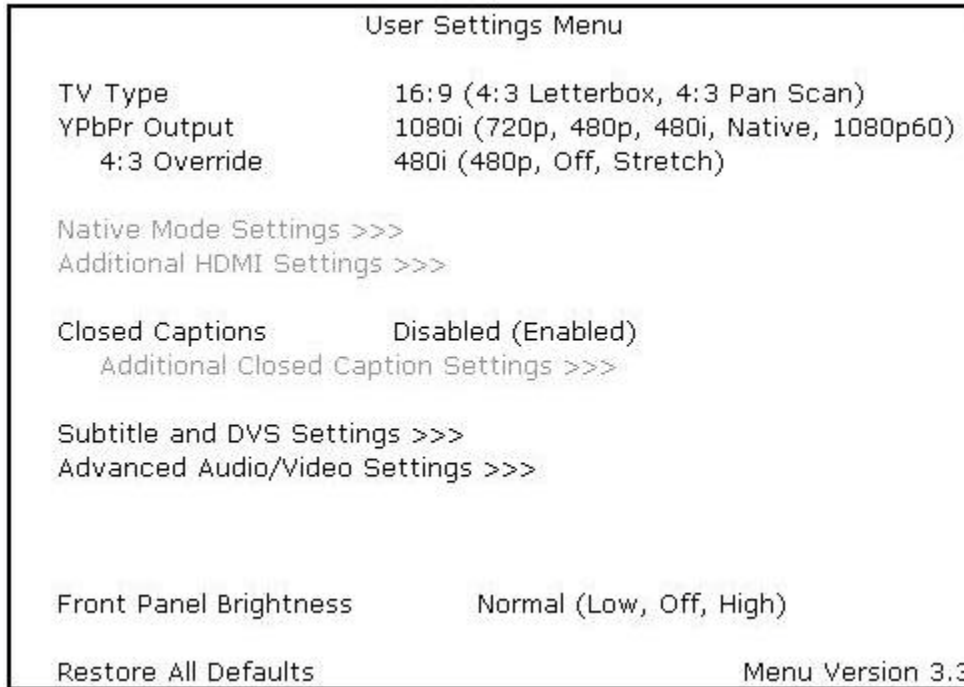 User Settings Menu
TV Type 16:9 (4:3 Letterbox, 4:3 Pan Scan)
YPbPr Output 1080i (720p, 480p, 480i, Native, 1080p60)
4:3 Override 480i (480p, Off, Stretch)
Native Mode Settings >>>
Additional HDMI Settings >>>
Closed Captions Disabled (Enabled)
Additional Closed Caption Settings >>>
Subtitle and DVS Settings >>>
Advanced Audio/Video Settings >>>
Front Panel Brightness Normal (Low, Off, High)
Restore All Defaults Menu Version 3.3